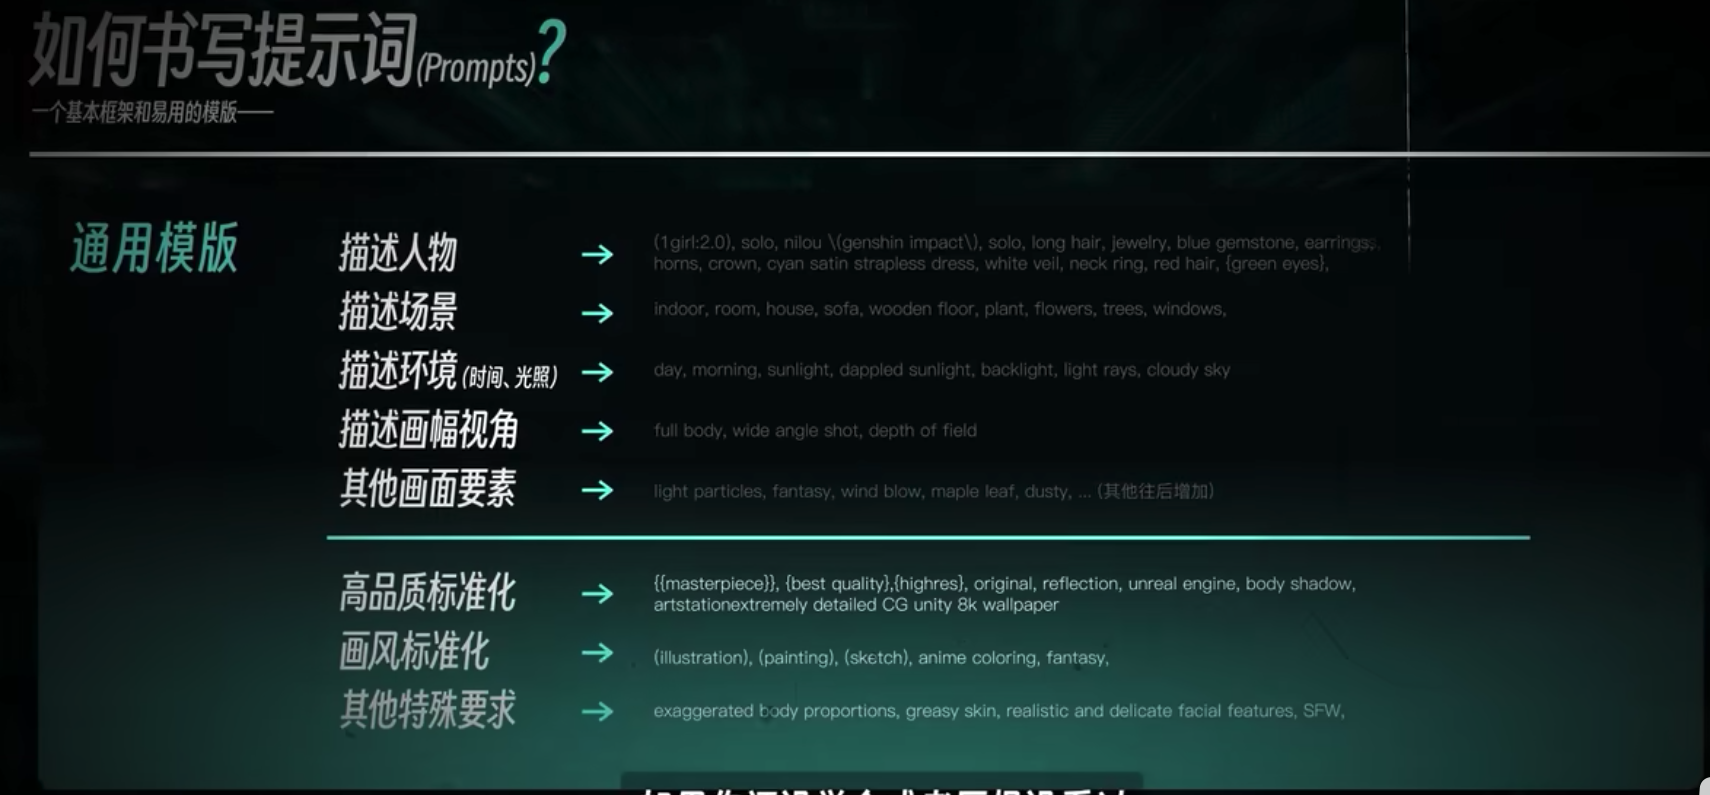 如何书写提示词(Prompts)?
一个基本框架和易用的模版——
通用模版
描述人物 → (1girl:2.0), solo, nilou \(genshin impact\), solo, long hair, jewelry, blue gemstone, earrings,
horns, crown, cyan satin strapless dress, white veil, neck ring, red hair, {green eyes},
描述场景 → indoor, room, house, sofa, wooden floor, plant, flowers, trees, windows,
描述环境(时间、光照) → day, morning, sunlight, dappled sunlight, backlight, light rays, cloudy sky
描述画幅视角 → full body, wide angle shot, depth of field
其他画面要素 → light particles, fantasy, wind blow, maple leaf, dusty, ... (其他往后增加)
高品质标准化 → {{masterpiece}}, {best quality},{highres}, original, reflection, unreal engine, body shadow,
artstationextremely detailed CG unity 8k wallpaper
画风标准化 → (illustration), (painting), (sketch), anime coloring, fantasy,
其他特殊要求 → exaggerated body proportions, greasy skin, realistic and delicate facial features, SFW,